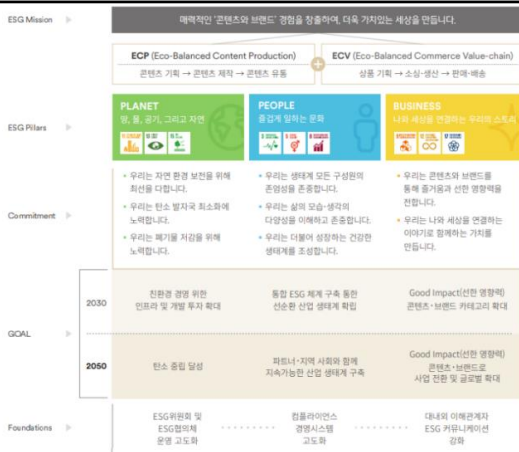 ESG Mission
매력적인 '콘텐츠와 브랜드' 경험을 창출하여, 더욱 가치있는 세상을 만듭니다.
ECP (Eco-Balanced Content Production)
콘텐츠 기획 → 콘텐츠 제작 → 콘텐츠 유통
+
ECV (Eco-Balanced Commerce Value-chain)
상품 기획 → 소싱·생산 → 판매·배송
ESG Pillars
PLANET
땅, 물, 공기, 그리고 자연
PEOPLE
즐겁게 일하는 문화
BUSINESS
나와 세상을 연결하는 우리의 스토리
Commitment
• 우리는 자연 환경 보전을 위해
최선을 다합니다.
• 우리는 탄소 발자국 최소화에
노력합니다.
• 우리는 폐기물 저감을 위해
노력합니다.
• 우리는 생태계 모든 구성원의
존엄성을 존중합니다.
• 우리는 삶의 모습·생각의
다양성을 이해하고 존중합니다.
• 우리는 더불어 성장하는 건강한
생태계를 조성합니다.
• 우리는 콘텐츠와 브랜드를
통해 즐거움과 선한 영향력을
전합니다.
• 우리는 나와 세상을 연결하는
이야기로 함께하는 가치를
만듭니다.
GOAL
2030
친환경 경영 위한
인프라 및 개발 투자 확대
통합 ESG 체계 구축 통한
선순환 산업 생태계 확립
Good Impact(선한 영향력)
콘텐츠·브랜드 카테고리 확대
2050
탄소 중립 달성
파트너·지역 사회와 함께
지속가능한 산업 생태계 구축
Good Impact(선한 영향력)
콘텐츠·브랜드로
사업 전환 및 글로벌 확대
Foundations
ESG위원회 및
ESG협의체
운영 고도화
컴플라이언스
경영시스템
고도화
대내외 이해관계자
ESG 커뮤니케이션
강화